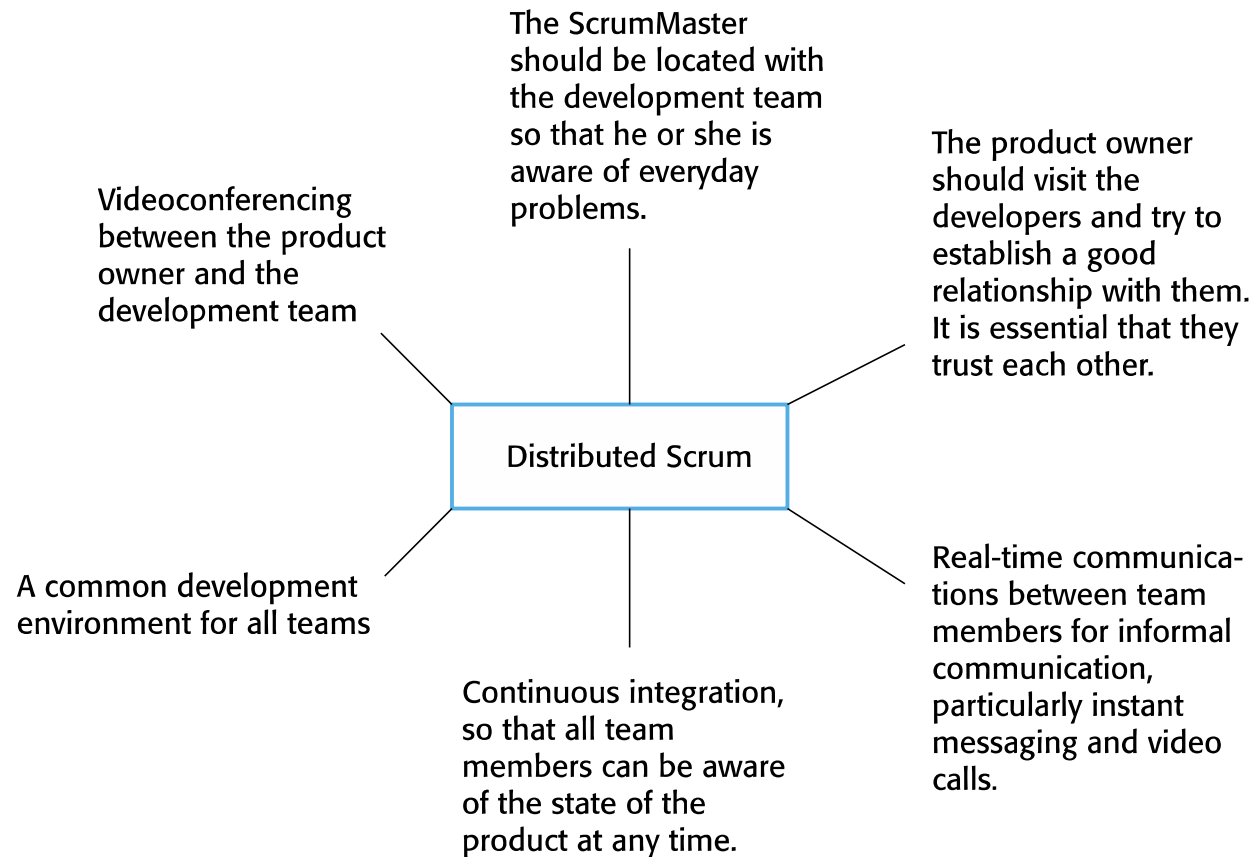 The ScrumMaster
should be located with
the development team
so that he or she is
aware of everyday
problems.
The product owner
should visit the
developers and try to
establish a good
relationship with them.
It is essential that they
trust each other.
Videoconferencing
between the product
owner and the
development team
Distributed Scrum
A common development
environment for all teams
Real-time communica-
tions between team
members for informal
communication,
particularly instant
messaging and video
calls.
Continuous integration,
so that all team
members can be aware
of the state of the
product at any time.